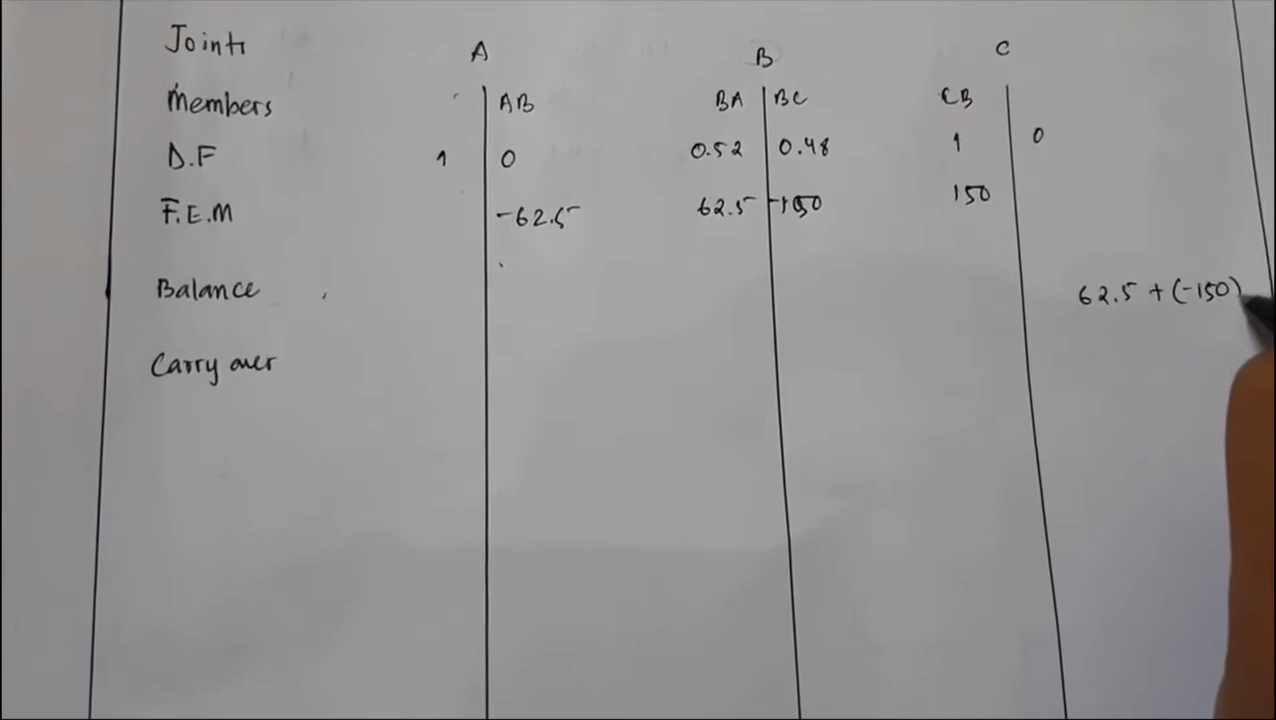 Joints A B C
Members AB BA BC CB
D.F 1 0 0.52 0.48 1 0
F.E.M -62.5 62.5 -150 150
Balance 62.5 + (-150)
Carry over